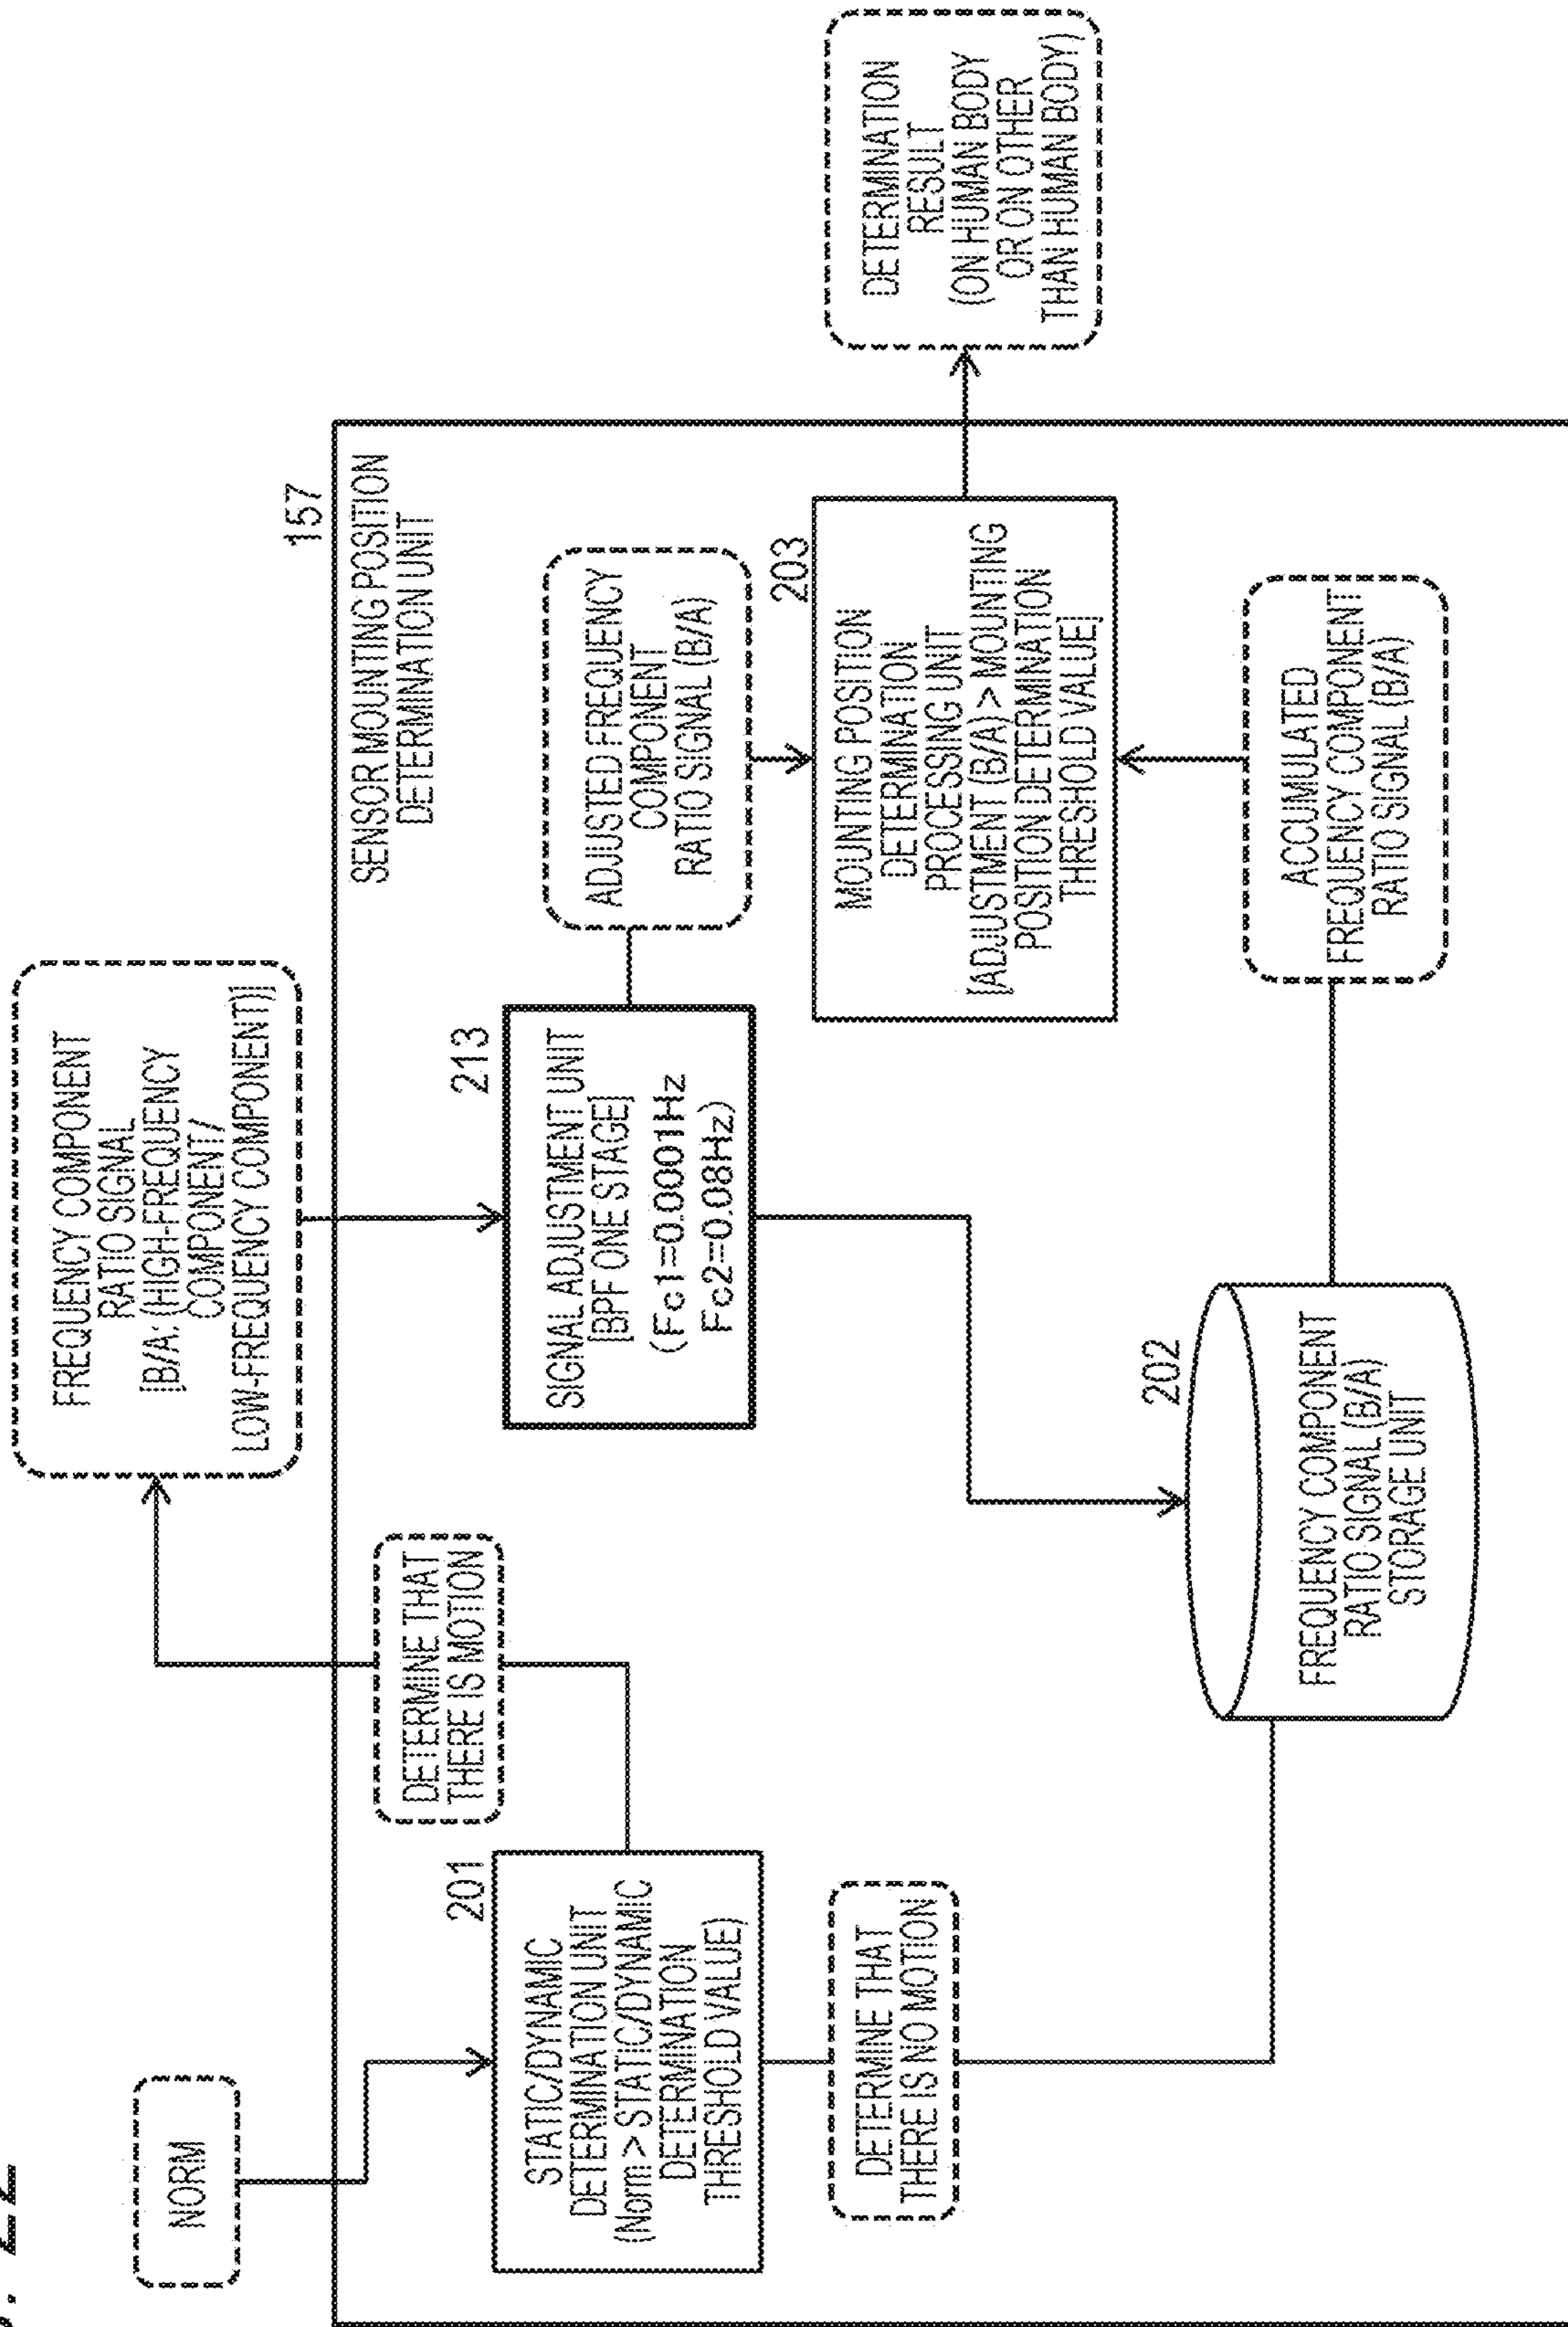 NORM
FREQUENCY COMPONENT
RATIO SIGNAL
[B/A: (HIGH-FREQUENCY
COMPONENT/
LOW-FREQUENCY COMPONENT)]
157
SENSOR MOUNTING POSITION
DETERMINATION UNIT
DETERMINE THAT
THERE IS MOTION
201
STATIC/DYNAMIC
DETERMINATION UNIT
(Norm > STATIC/DYNAMIC
DETERMINATION
THRESHOLD VALUE)
213
SIGNAL ADJUSTMENT UNIT
[BPF ONE STAGE]
(Fc1=0.0001Hz
Fc2=0.08Hz)
ADJUSTED FREQUENCY
COMPONENT
RATIO SIGNAL (B/A)
DETERMINE THAT
THERE IS NO MOTION
203
MOUNTING POSITION
DETERMINATION
PROCESSING UNIT
[ADJUSTMENT (B/A) > MOUNTING
POSITION DETERMINATION
THRESHOLD VALUE]
DETERMINATION
RESULT
(ON HUMAN BODY
OR ON OTHER
THAN HUMAN BODY)
202
FREQUENCY COMPONENT
RATIO SIGNAL (B/A)
STORAGE UNIT
ACCUMULATED
FREQUENCY COMPONENT
RATIO SIGNAL (B/A)